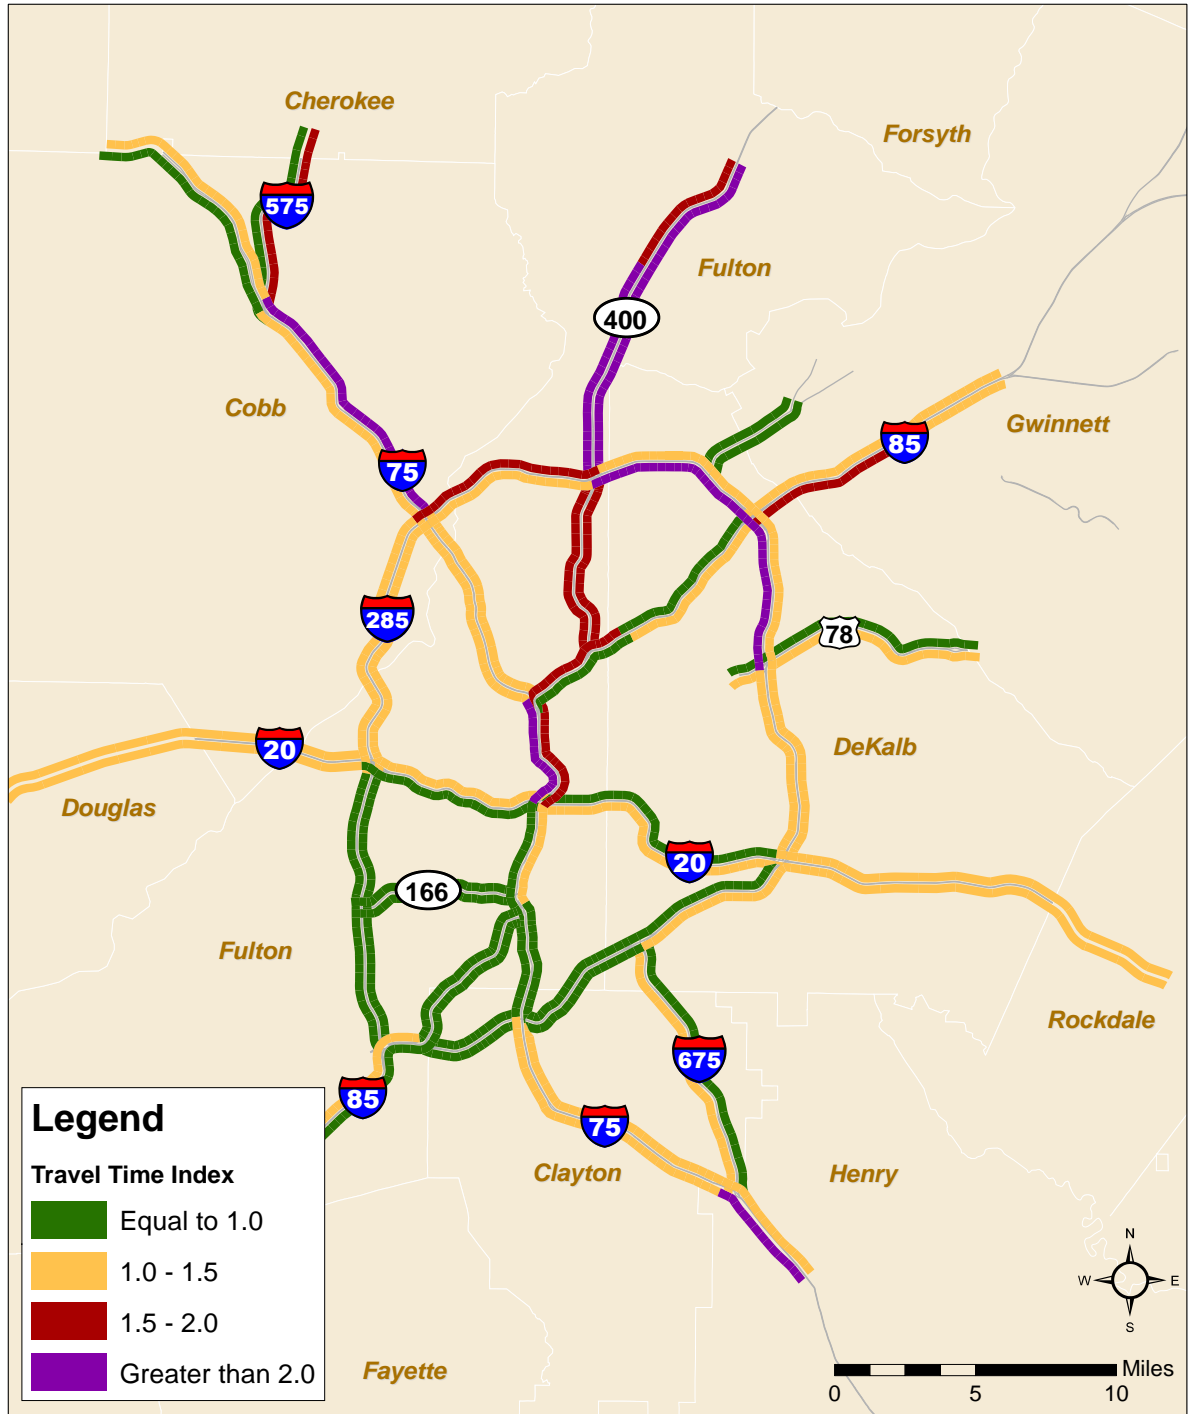 Cherokee
Forsyth
575
Fulton
400
Cobb
Gwinnett
85
75
285
78
20
DeKalb
Douglas
20
166
Fulton
Rockdale
675
85
75
Clayton
Henry
Fayette
Legend
Travel Time Index
Equal to 1.0
1.0 - 1.5
1.5 - 2.0
Greater than 2.0
N
W E
S
Miles
0 5 10